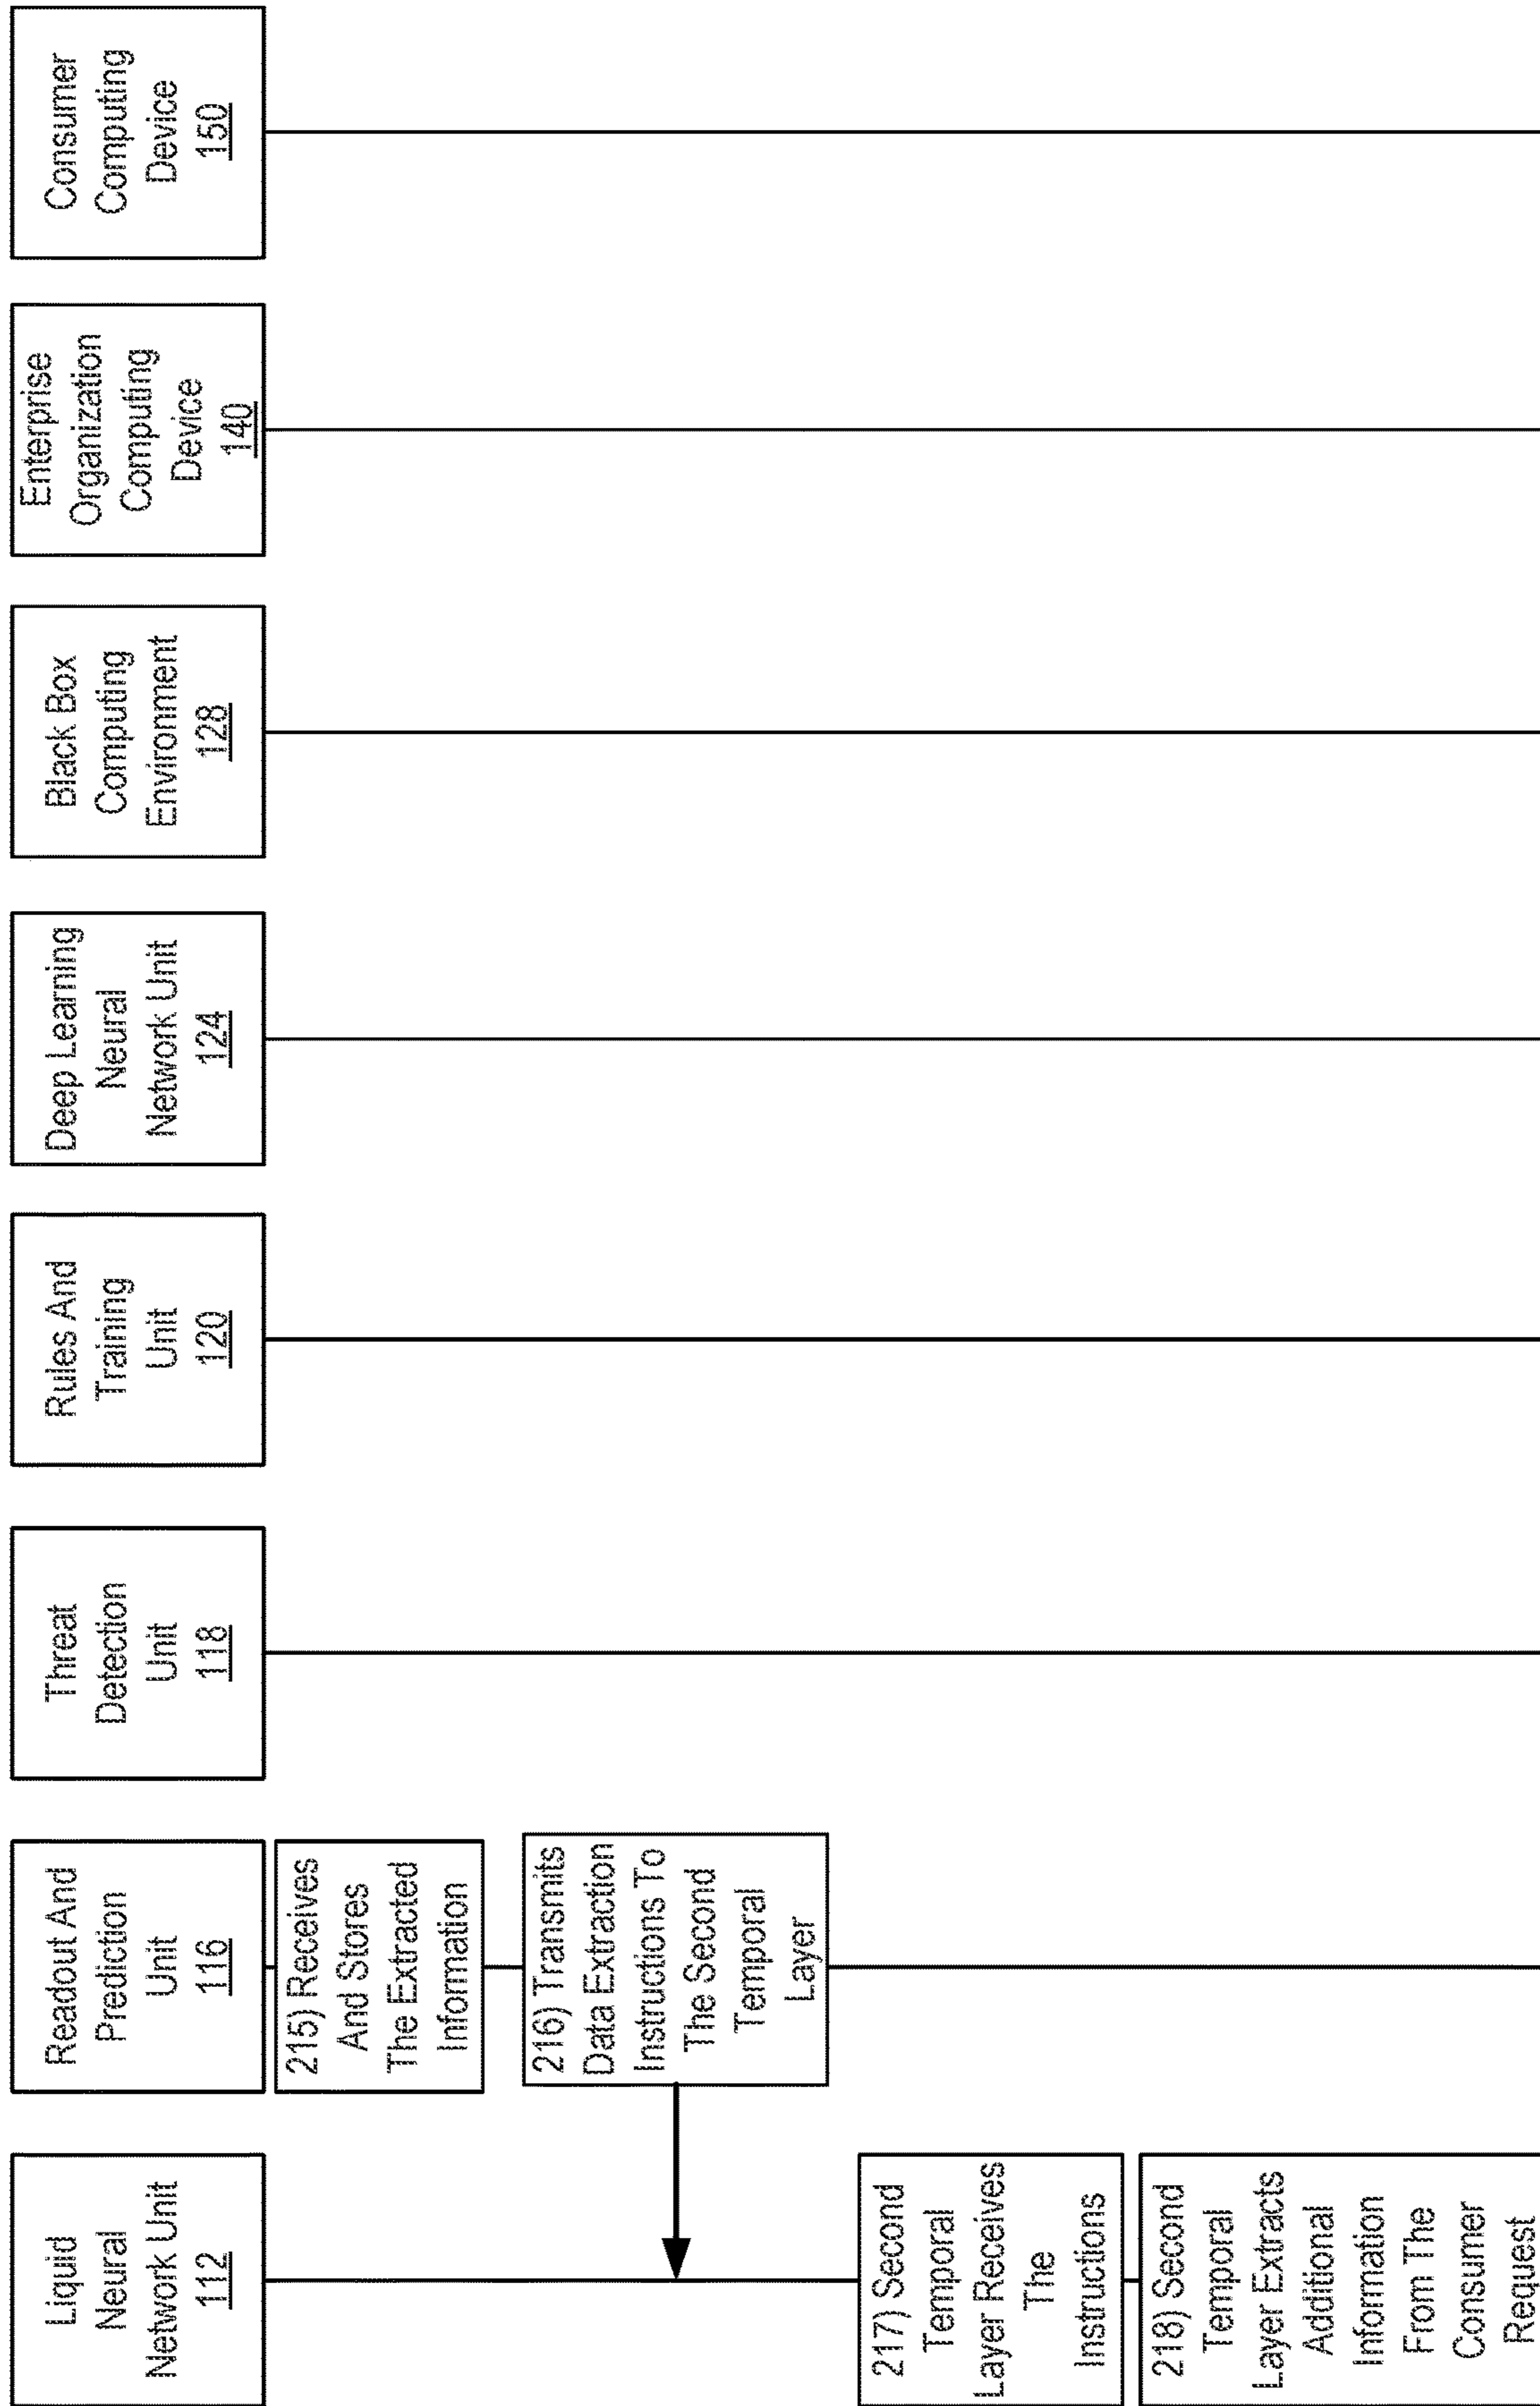 Liquid
Neural
Network Unit
112
Readout And
Prediction
Unit
116
Threat
Detection
Unit
118
Rules And
Training
Unit
120
Deep Learning
Neural
Network Unit
124
Black Box
Computing
Environment
128
Enterprise
Organization
Computing
Device
140
Consumer
Computing
Device
150
215) Receives
And Stores
The Extracted
Information
216) Transmits
Data Extraction
Instructions To
The Second
Temporal
Layer
217) Second
Temporal
Layer Receives
The
Instructions
218) Second
Temporal
Layer Extracts
Additional
Information
From The
Consumer
Request